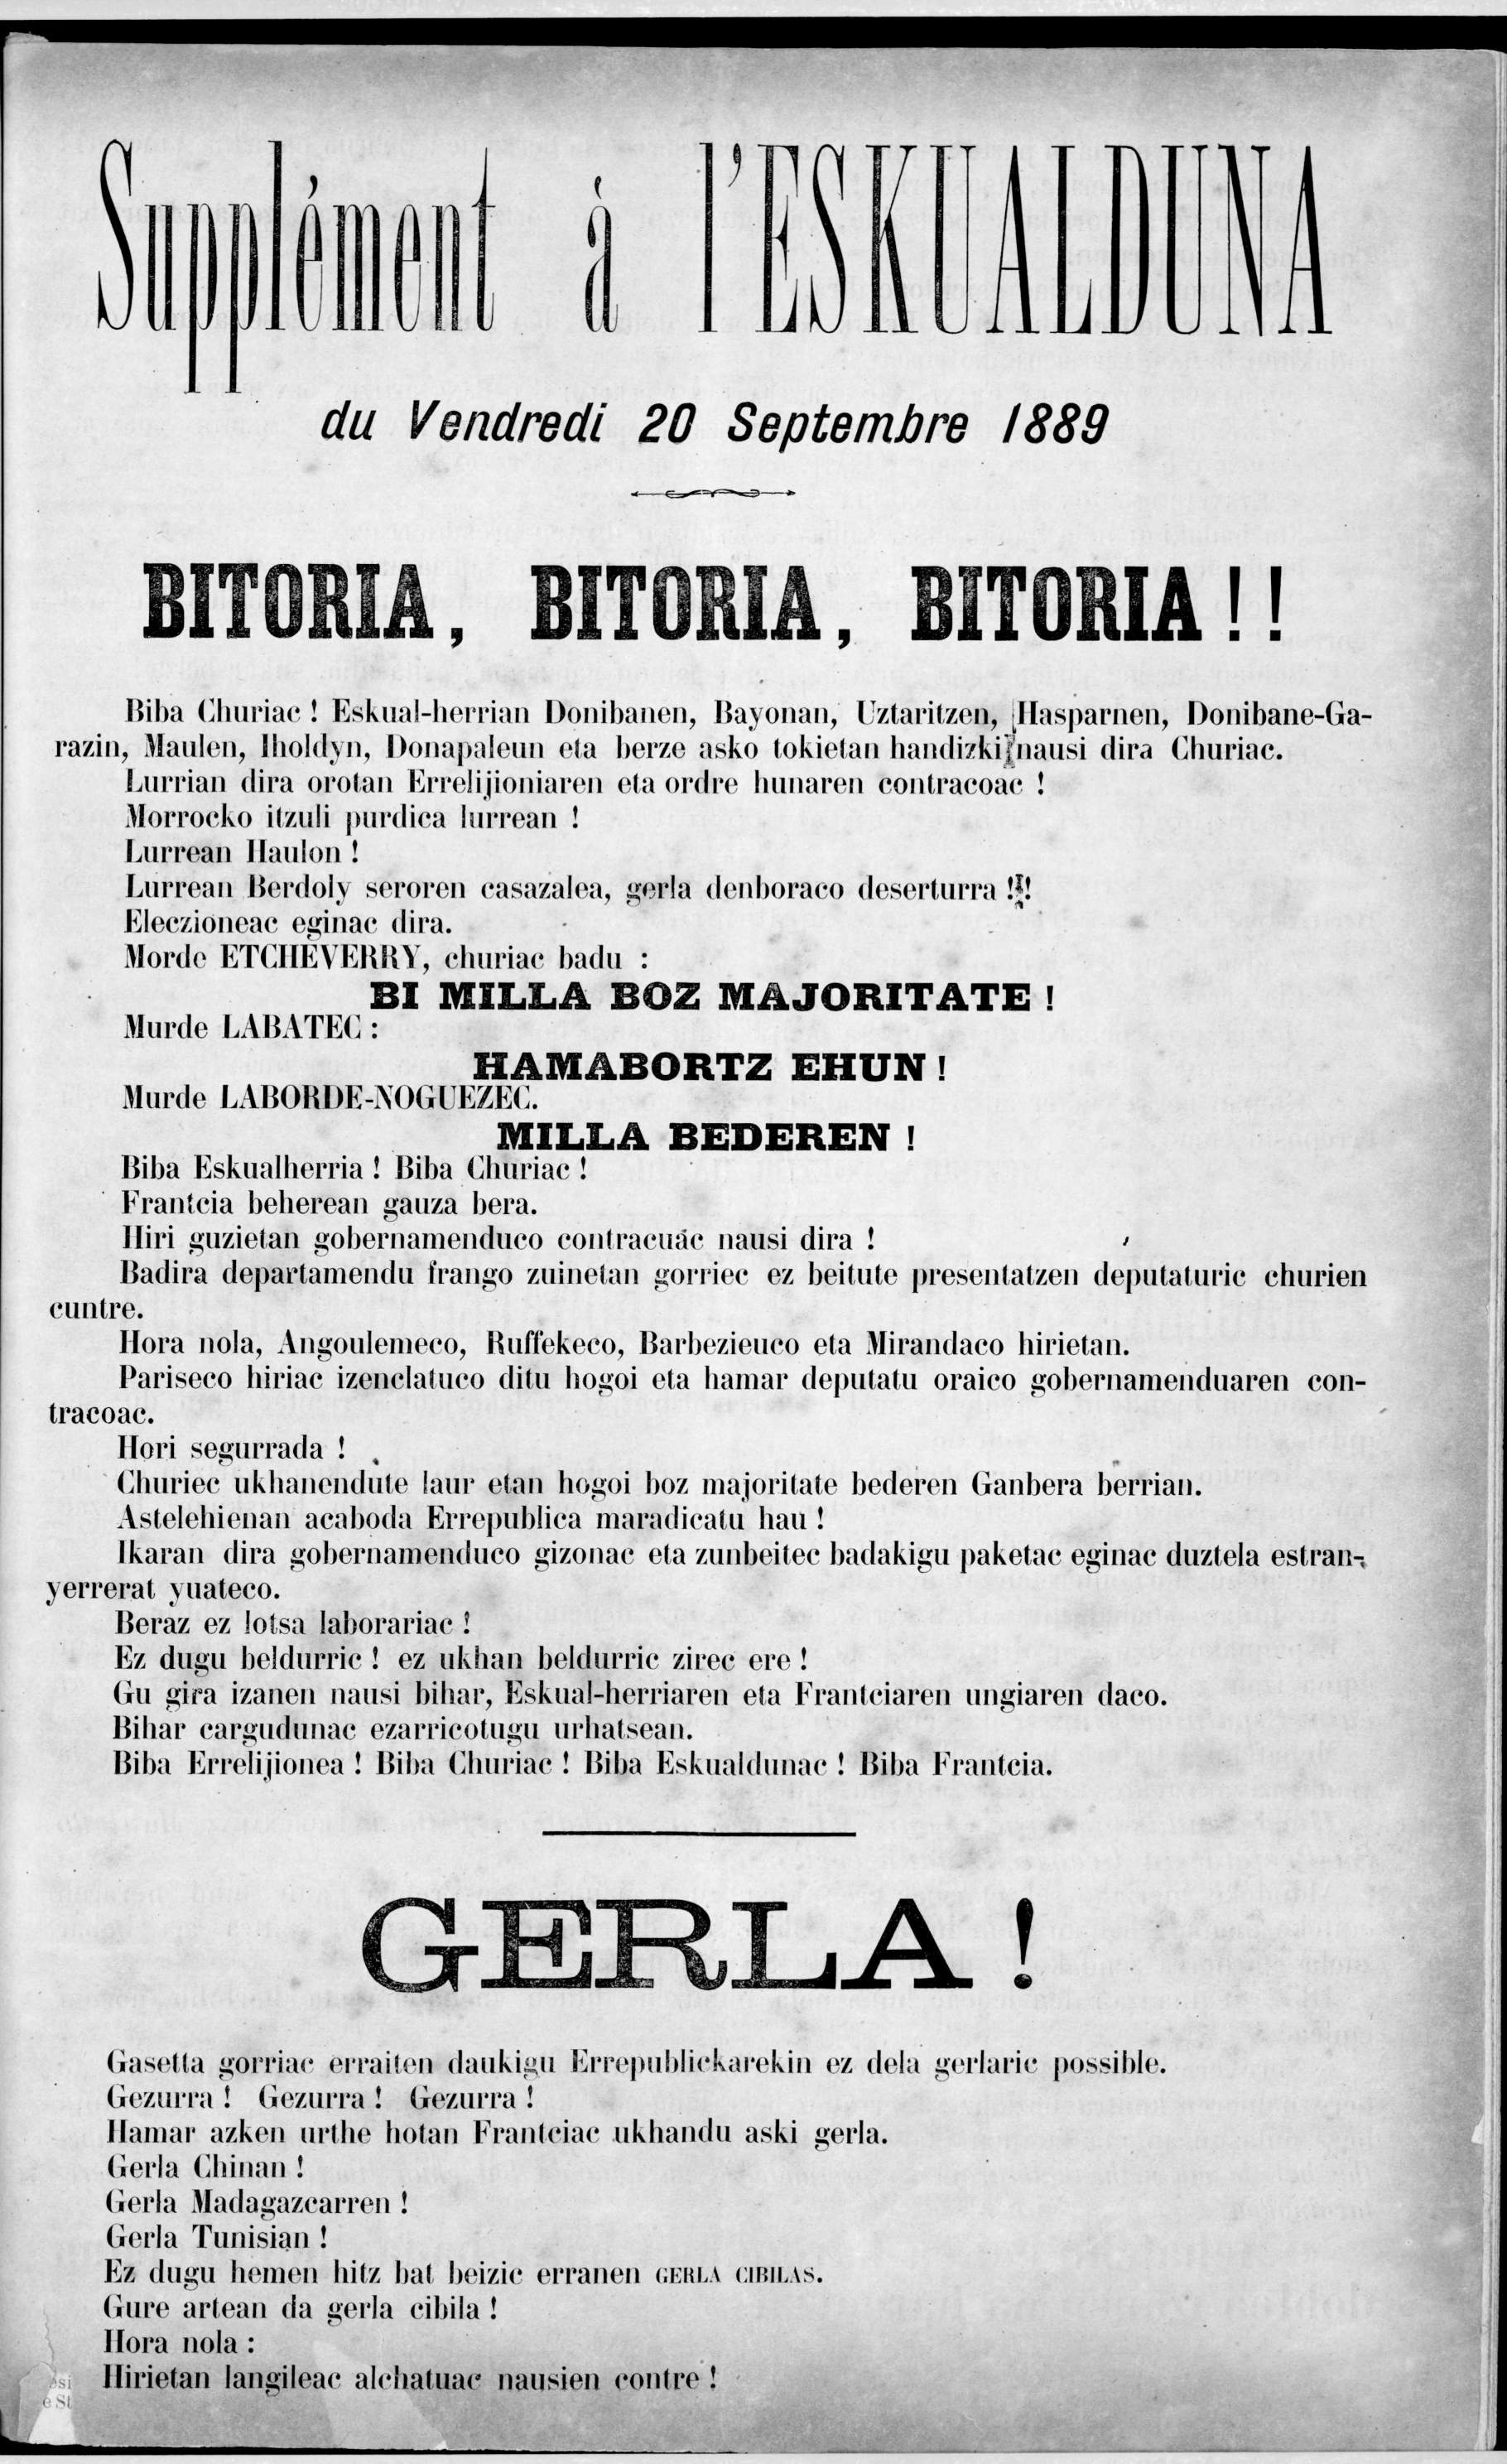 Supplément à l'ESKUALDUNA
du Vendredi 20 Septembre 1889
BITORIA, BITORIA, BITORIA ! !
Biba Churiac ! Eskual-herrian Donibanen, Bayonan, Uztaritzen, Hasparnen, Donibane-Ga-
razin, Maulen, Iholdyn, Donapaleun eta berze asko tokietan handizki nausi dira Churiac.
Lurrian dira orotan Errelijioniaren eta ordre hunaren contracoac !
Morrocko itzuli purdica lurrean !
Lurrean Haulon !
Lurrean Berdoly seroren casazalea, gerla denboraco deserturra !!!
Eleczioneac eginac dira.
Morde ETCHEVERRY, churiac badu :
BI MILLA BOZ MAJORITATE !
Murde LABATEC :
HAMABORTZ EHUN !
Murde LABORDE-NOGUEZEC.
MILLA BEDEREN !
Biba Eskualherria ! Biba Churiac !
Frantcia beherean gauza bera.
Hiri guzietan gobernamenduco contracuac nausi dira !
Badira departamendu frango zuinetan gorriec ez beitute presentatzen deputaturic churien
cuntre.
Hora nola, Angoulemeco, Ruffekeco, Barbezieuco eta Mirandaco hirietan.
Pariseco hiriac izenclatuco ditu hogoi eta hamar deputatu oraico gobernamenduaren con-
tracoac.
Hori segurrada !
Churiec ukhanendute laur etan hogoi boz majoritate bederen Ganbera berrian.
Astelehienan acaboda Errepublica maradicatu hau !
Ikaran dira gobernamenduco gizonac eta zunbeitec badakigu paketac eginac duztela estran-
yerrerat yuateco.
Beraz ez lotsa laborariac !
Ez dugu beldurric ! ez ukhan beldurric zirec ere !
Gu gira izanen nausi bihar, Eskual-herriaren eta Frantciaren ungiaren daco.
Bihar cargudunac ezarricotugu urhatsean.
Biba Errelijionea ! Biba Churiac ! Biba Eskualdunac ! Biba Frantcia.
GERLA !
Gasetta gorriac erraiten daukigu Errepublickarekin ez dela gerlaric possible.
Gezurra ! Gezurra ! Gezurra !
Hamar azken urthe hotan Frantciac ukhandu aski gerla.
Gerla Chinan !
Gerla Madagazcarren !
Gerla Tunisian !
Ez dugu hemen hitz bat beizic erranen GERLA CIBILAS.
Gure artean da gerla cibila !
Hora nola :
Hirietan langileac alchatuac nausien contre !